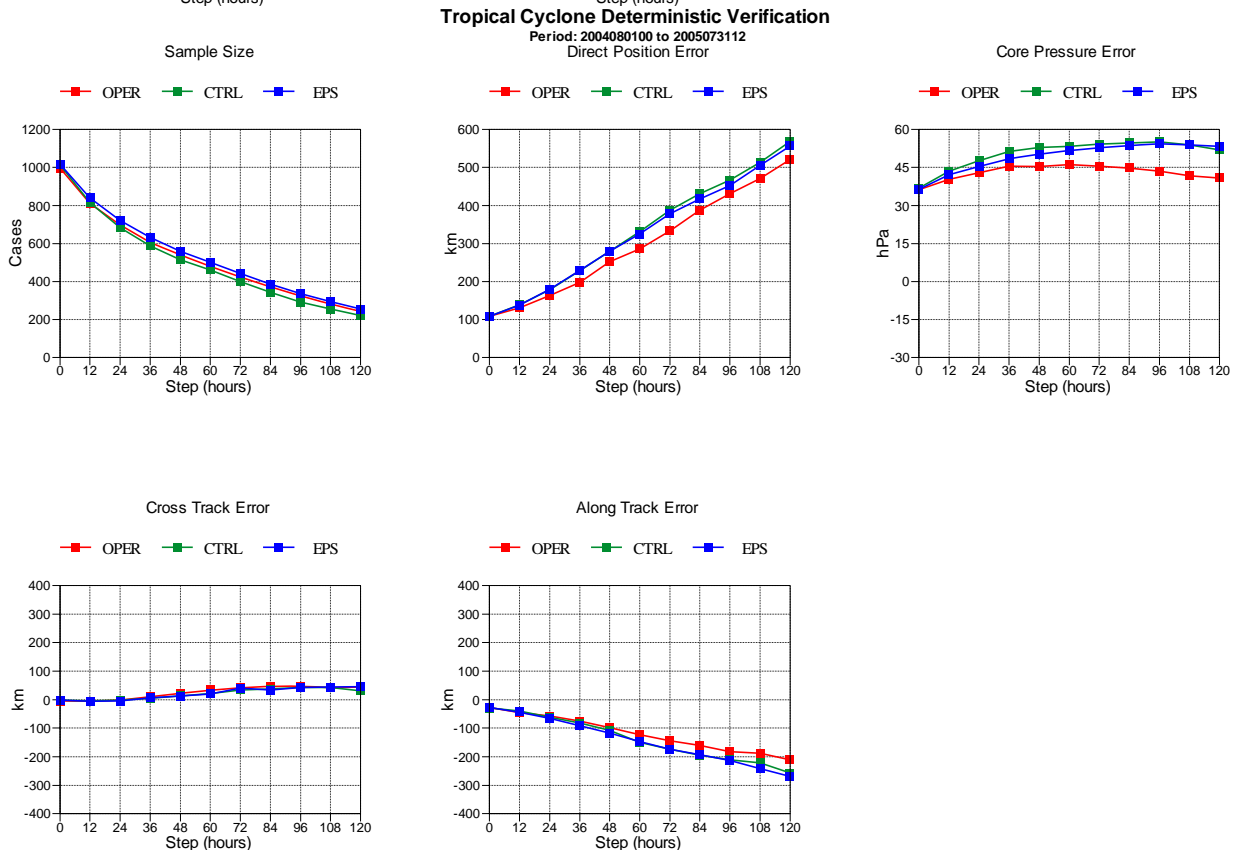 Step (hours) Step (hours)
Tropical Cyclone Deterministic Verification
Period: 2004080100 to 2005073112
Sample Size
OPER CTRL EPS
1200
1000
800
600
400
200
0
Cases
0 12 24 36 48 60 72 84 96 108 120
Step (hours)
Direct Position Error
OPER CTRL EPS
600
500
400
300
200
100
0
km
0 12 24 36 48 60 72 84 96 108 120
Step (hours)
Core Pressure Error
OPER CTRL EPS
60
45
30
15
0
-15
-30
hPa
0 12 24 36 48 60 72 84 96 108 120
Step (hours)
Cross Track Error
OPER CTRL EPS
400
300
200
100
0
-100
-200
-300
-400
km
0 12 24 36 48 60 72 84 96 108 120
Step (hours)
Along Track Error
OPER CTRL EPS
400
300
200
100
0
-100
-200
-300
-400
km
0 12 24 36 48 60 72 84 96 108 120
Step (hours)